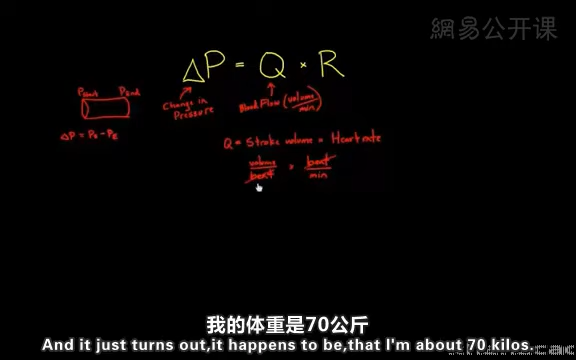 網易公开课
ΔP = Q × R
Pstart Pend
Change in Pressure
Blood Flow (volume/min)
ΔP = Ps - PE
Q = Stroke volume × Heart rate
volume/beat × beat/min
我的体重是70公斤
And it just turns out,it happens to be,that I'm about 70 kilos.